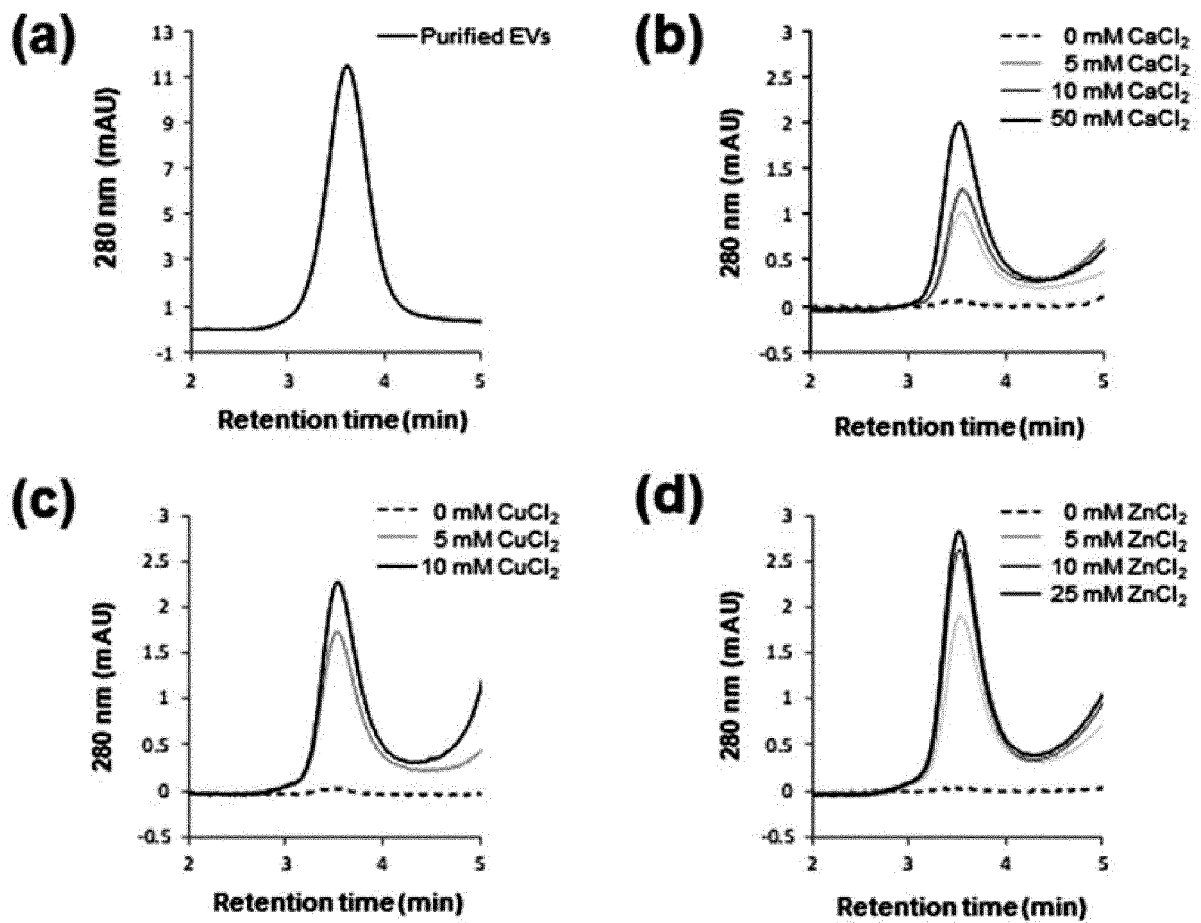 (a)
Purified EVs
13
11
9
7
5
3
1
-1
2 3 4 5
280 nm (mAU)
Retention time (min)
(b)
0 mM CaCl₂
5 mM CaCl₂
10 mM CaCl₂
50 mM CaCl₂
3
2.5
2
1.5
1
0.5
0
-0.5
2 3 4 5
280 nm (mAU)
Retention time (min)
(c)
0 mM CuCl₂
5 mM CuCl₂
10 mM CuCl₂
3
2.5
2
1.5
1
0.5
0
-0.5
2 3 4 5
280 nm (mAU)
Retention time (min)
(d)
0 mM ZnCl₂
5 mM ZnCl₂
10 mM ZnCl₂
25 mM ZnCl₂
3
2.5
2
1.5
1
0.5
0
-0.5
2 3 4 5
280 nm (mAU)
Retention time (min)